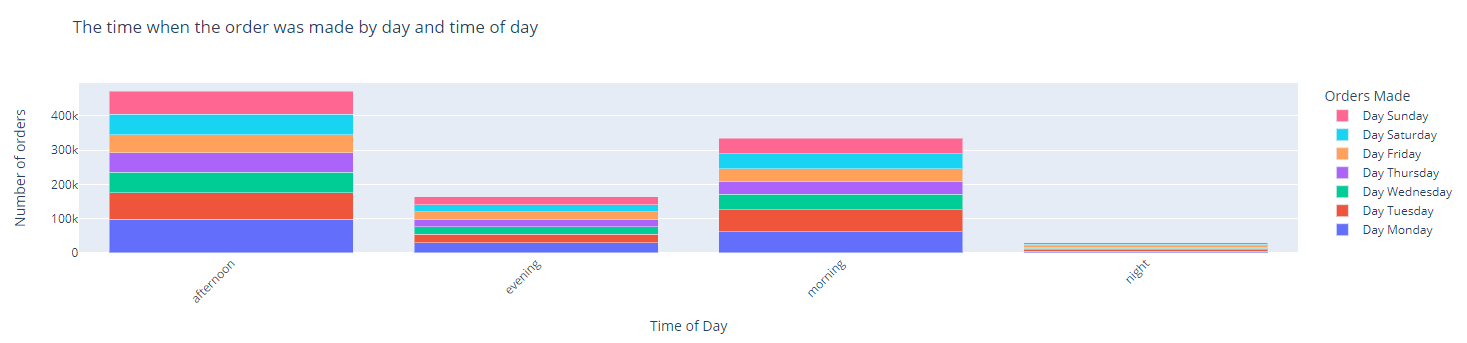 The time when the order was made by day and time of day
Number of orders
400k
300k
200k
100k
0
afternoon
evening
morning
night
Time of Day
Orders Made
Day Sunday
Day Saturday
Day Friday
Day Thursday
Day Wednesday
Day Tuesday
Day Monday